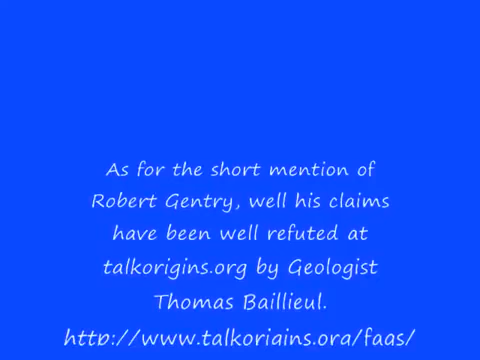 As for the short mention of
Robert Gentry, well his claims
have been well refuted at
talkorigins.org by Geologist
Thomas Baillieul.
http://www.talkorigins.org/faqs/